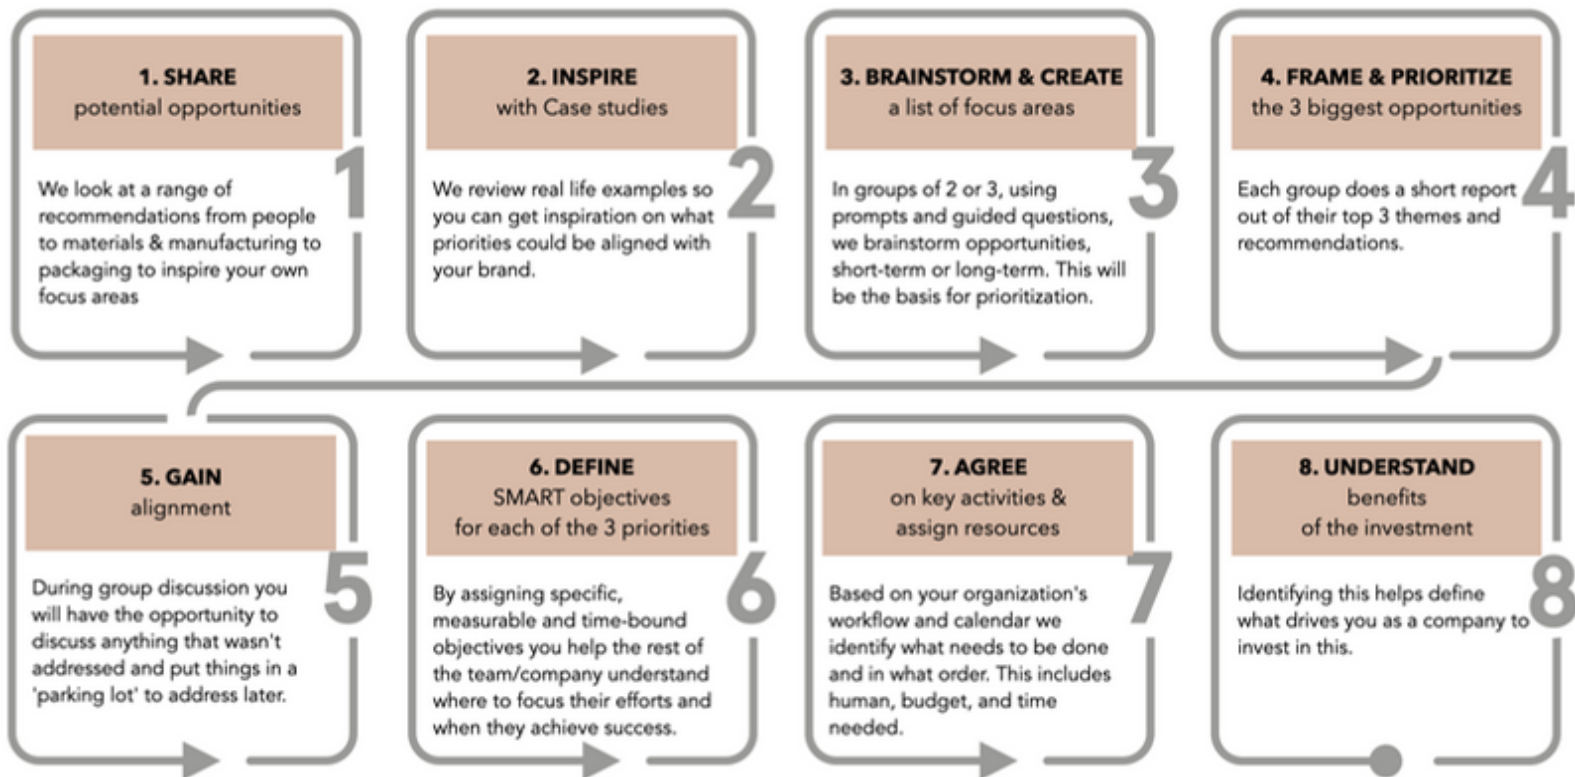 1. SHARE
potential opportunities
1
We look at a range of
recommendations from people
to materials & manufacturing to
packaging to inspire your own
focus areas
2. INSPIRE
with Case studies
2
We review real life examples so
you can get inspiration on what
priorities could be aligned with
your brand.
3. BRAINSTORM & CREATE
a list of focus areas
3
In groups of 2 or 3, using
prompts and guided questions,
we brainstorm opportunities,
short-term or long-term. This will
be the basis for prioritization.
4. FRAME & PRIORITIZE
the 3 biggest opportunities
4
Each group does a short report
out of their top 3 themes and
recommendations.
5. GAIN
alignment
5
During group discussion you
will have the opportunity to
discuss anything that wasn't
addressed and put things in a
'parking lot' to address later.
6. DEFINE
SMART objectives
for each of the 3 priorities
6
By assigning specific,
measurable and time-bound
objectives you help the rest of
the team/company understand
where to focus their efforts and
when they achieve success.
7. AGREE
on key activities &
assign resources
7
Based on your organization's
workflow and calendar we
identify what needs to be done
and in what order. This includes
human, budget, and time
needed.
8. UNDERSTAND
benefits
of the investment
8
Identifying this helps define
what drives you as a company to
invest in this.